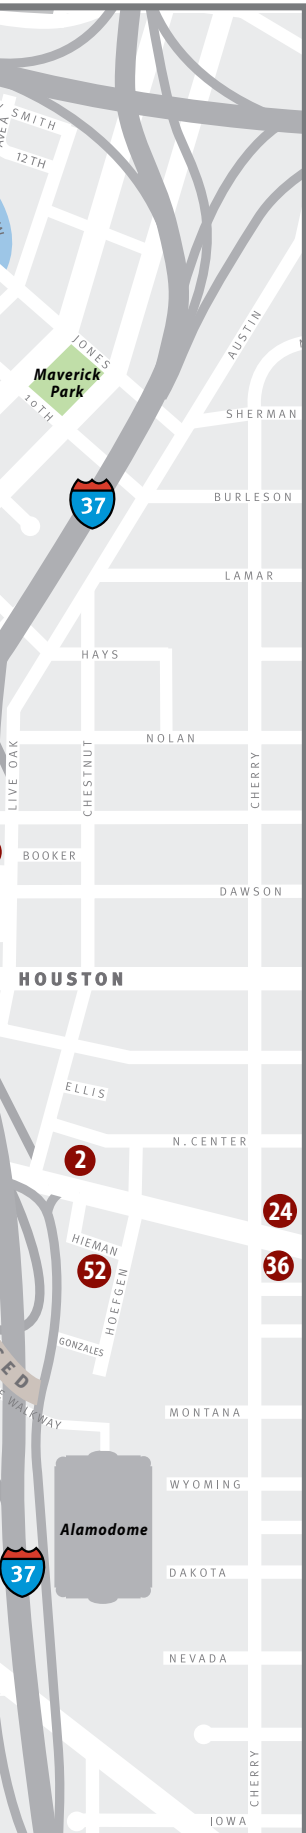 SMITH
AVE A
12TH
JONES
Maverick
Park
10TH
AUSTIN
SHERMAN
37
BURLESON
LAMAR
HAYS
NOLAN
LIVE OAK
CHESTNUT
CHERRY
BOOKER
DAWSON
HOUSTON
ELLIS
N.CENTER
2
24
HIEMAN
52
36
HOEFGEN
GONZALES
WALKWAY
MONTANA
WYOMING
Alamodome
37
DAKOTA
NEVADA
CHERRY
IOWA